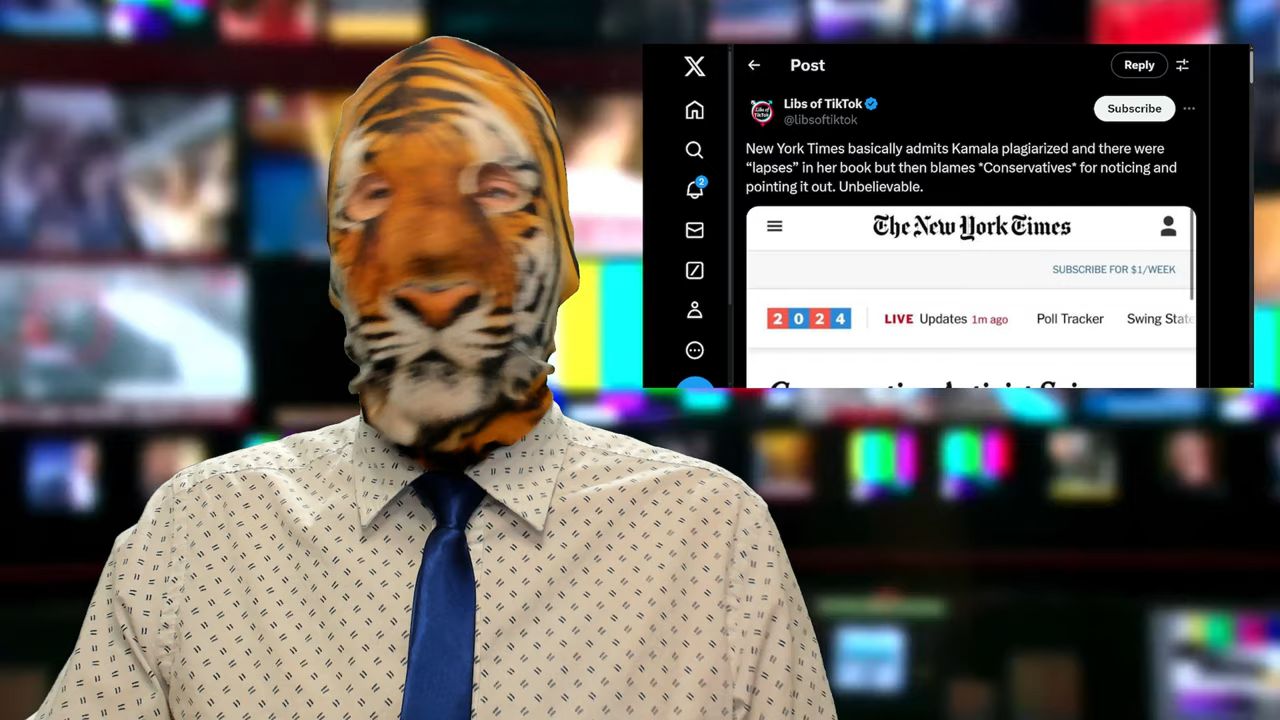 Post
Reply
Libs of TikTok
@libsoftiktok
Subscribe
New York Times basically admits Kamala plagiarized and there were
“lapses” in her book but then blames *Conservatives* for noticing and
pointing it out. Unbelievable.
The New York Times
SUBSCRIBE FOR $1/WEEK
2024
LIVE Updates 1m ago
Poll Tracker
Swing State
2